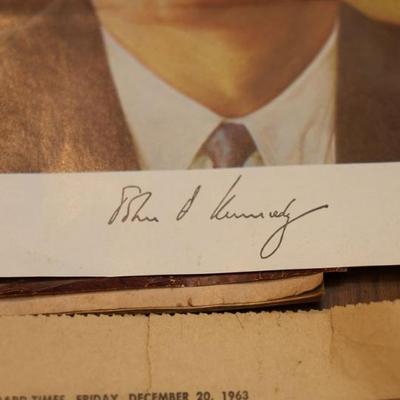 John F Kennedy
TIMES, FRIDAY, DECEMBER 20, 1963